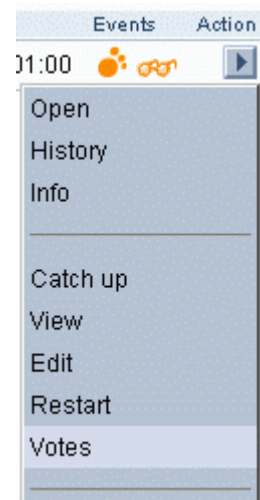 Events Action
01:00
Open
History
Info
Catch up
View
Edit
Restart
Votes